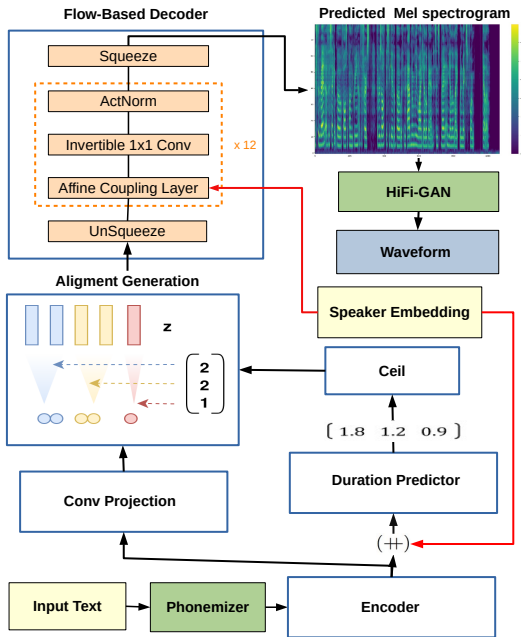 Flow-Based Decoder
Predicted Mel spectrogram
Squeeze
ActNorm
Invertible 1x1 Conv
x 12
Affine Coupling Layer
UnSqueeze
HiFi-GAN
Waveform
Aligment Generation
Speaker Embedding
z
2
2
1
Ceil
( 1.8 1.2 0.9 )
Duration Predictor
Conv Projection
(++)
Input Text
Phonemizer
Encoder